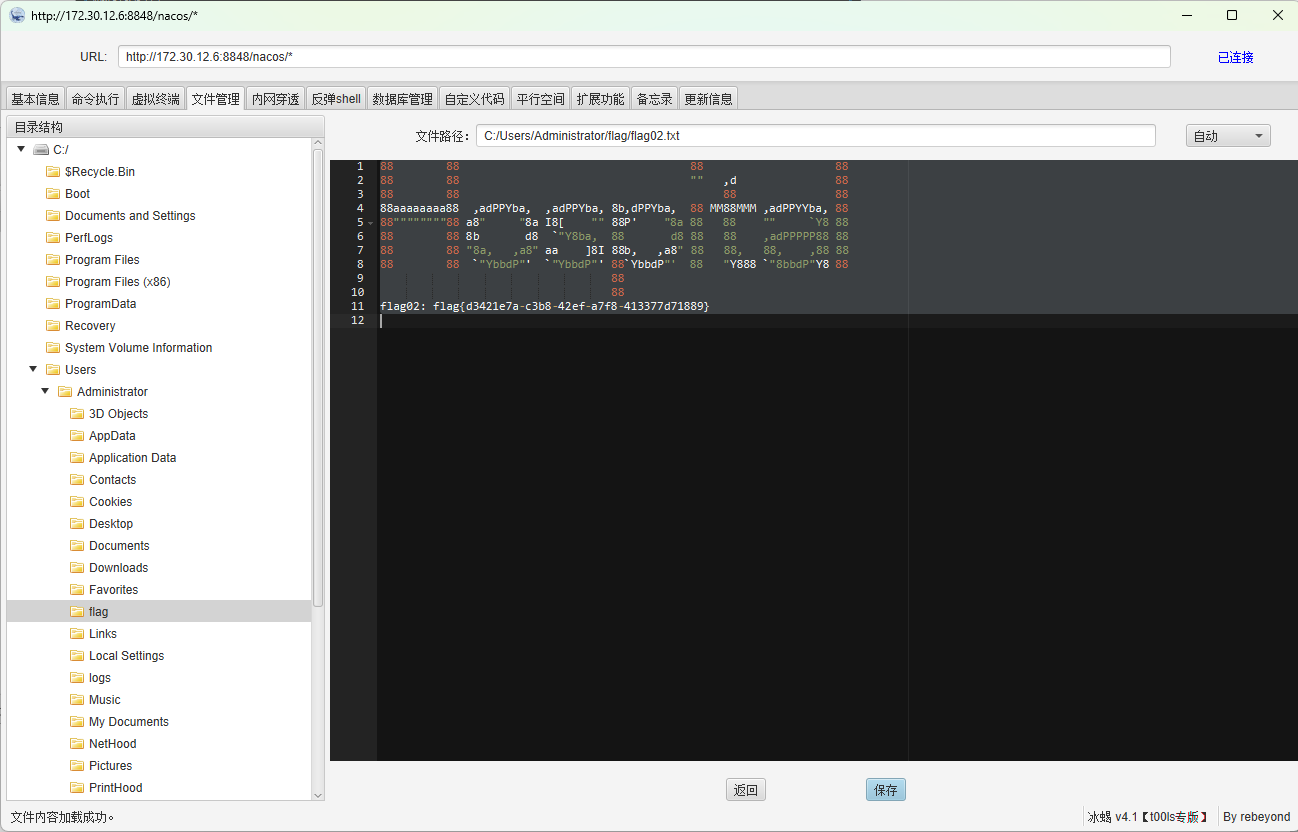 http://172.30.12.6:8848/nacos/*
URL: http://172.30.12.6:8848/nacos/* 已连接
基本信息 命令执行 虚拟终端 文件管理 内网穿透 反弹shell 数据库管理 自定义代码 平行空间 扩展功能 备忘录 更新信息
目录结构
C:/
$Recycle.Bin
Boot
Documents and Settings
PerfLogs
Program Files
Program Files (x86)
ProgramData
Recovery
System Volume Information
Users
Administrator
3D Objects
AppData
Application Data
Contacts
Cookies
Desktop
Documents
Downloads
Favorites
flag
Links
Local Settings
logs
Music
My Documents
NetHood
Pictures
PrintHood
文件路径： C:/Users/Administrator/flag/flag02.txt 自动
1 88        88                                   88                    88
2 88        88                                   ""   ,d               88
3 88        88                                        88               88
4 88aaaaaaaa88  ,adPPYba,  ,adPPYba, 8b,dPPYba,  88 MM88MMM ,adPPYYba, 88
5 88""""""""88 a8"     "8a I8[    "" 88P'    "8a 88   88    ""     `Y8 88
6 88        88 8b       d8  `"Y8ba,  88       d8 88   88    ,adPPPPP88 88
7 88        88 "8a,   ,a8" aa    ]8I 88b,   ,a8" 88   88,   88,    ,88 88
8 88        88  `"YbbdP"'  `"YbbdP"' 88`YbbdP"'  88   "Y888 `"8bbdP"Y8 88
9                                    88
10                                   88
11 flag02: flag{d3421e7a-c3b8-42ef-a7f8-413377d71889}
12
返回 保存
文件内容加载成功。
冰蝎 v4.1【t00ls专版】 By rebeyond